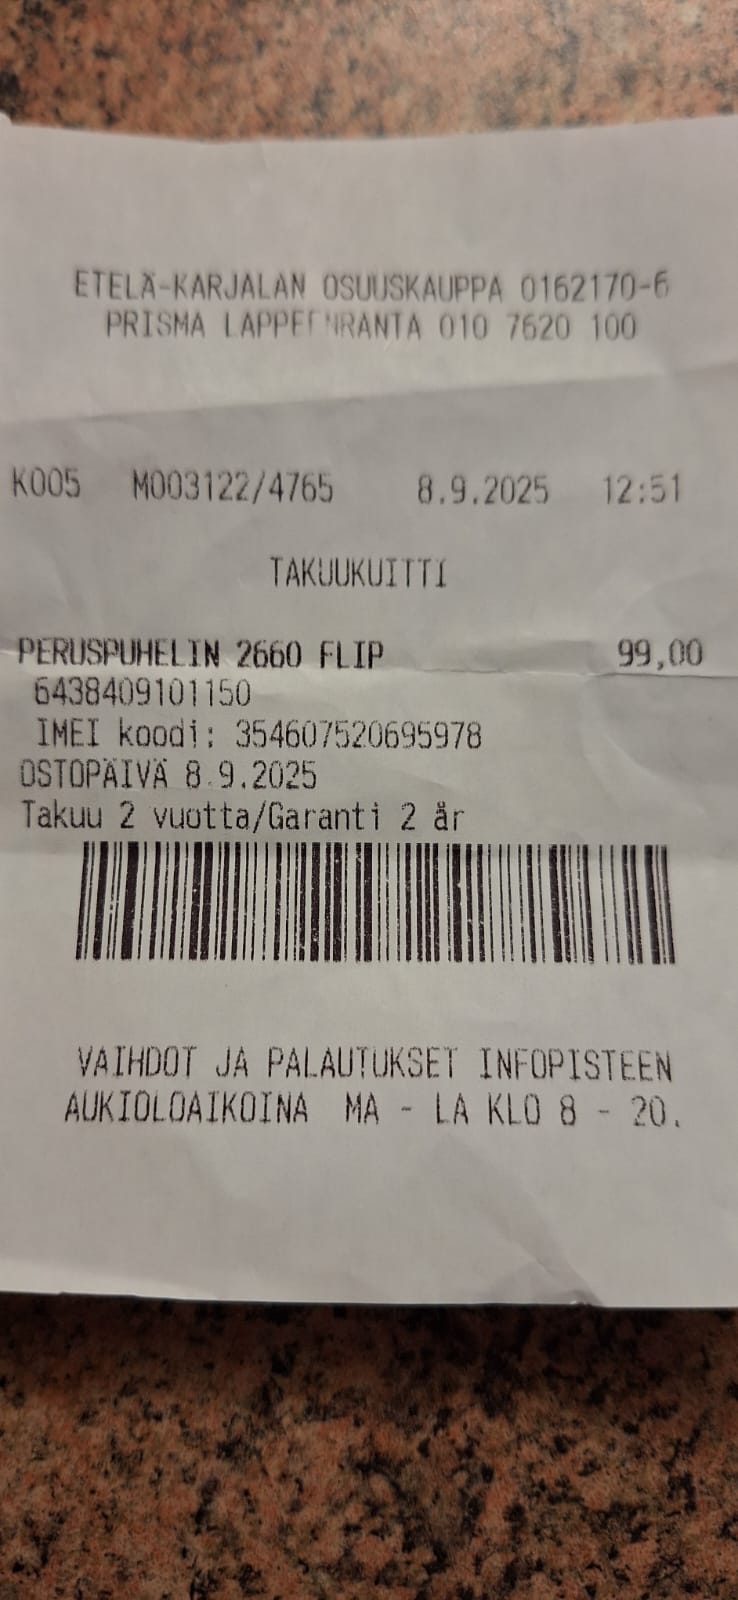 ETELÄ-KARJALAN OSUUSKAUPPA 0162170-6
PRISMA LAPPEENRANTA 010 7620 100
K005 M003122/4765 8.9.2025 12:51
TAKUUKUITTI
PERUSPUHELIN 2660 FLIP 99,00
6438409101150
IMEI koodi: 354607520695978
OSTOPÄIVÄ 8.9.2025
Takuu 2 vuotta/Garanti 2 år
VAIHDOT JA PALAUTUKSET INFOPISTEEN
AUKIOLOAIKOINA MA - LA KLO 8 - 20.